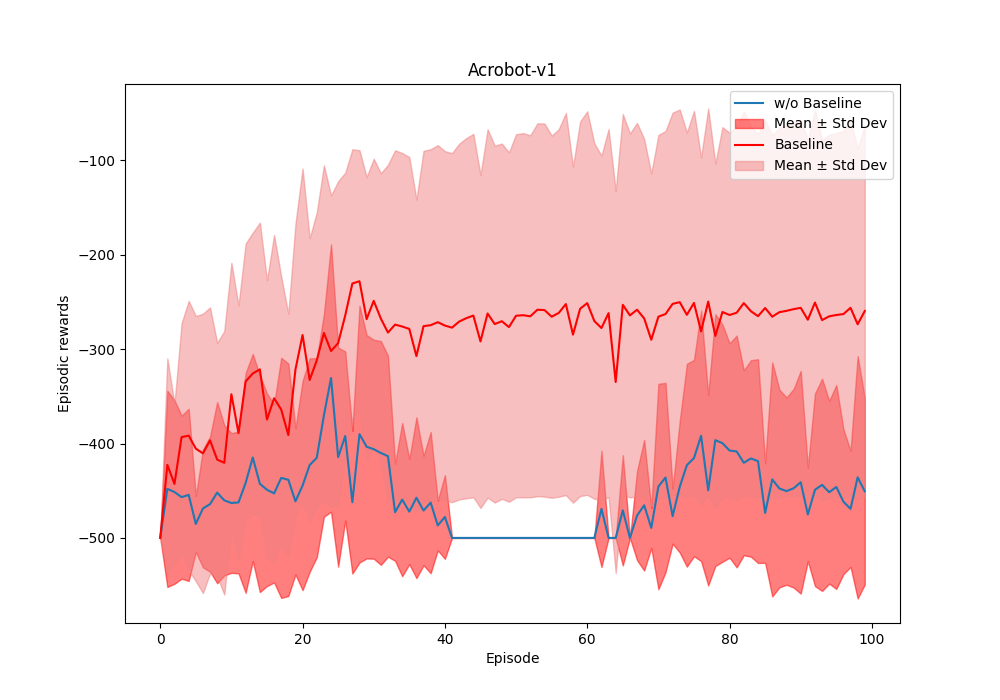 Acrobot-v1
w/o Baseline
Mean ± Std Dev
Baseline
Mean ± Std Dev
Episodic rewards
−100
−200
−300
−400
−500
0 20 40 60 80 100
Episode